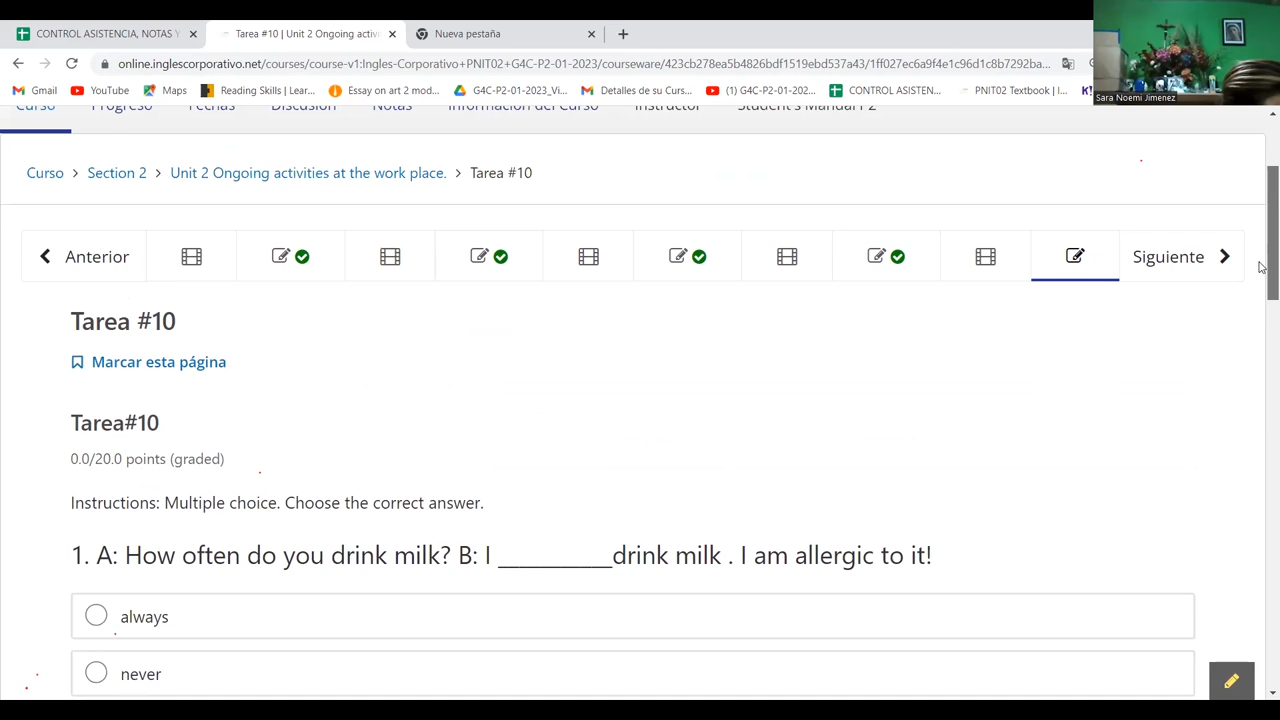 CONTROL ASISTENCIA, NOTAS Y
Tarea #10 | Unit 2 Ongoing activi
Nueva pestaña
online.inglescorporativo.net/courses/course-v1:Ingles-Corporativo+PNIT02+G4C-P2-01-2023/courseware/423cb278ea5b4826bdf1519ebd537a43/1ff027ec6a9f4e1c96d1c8b7292ba...
Gmail
YouTube
Maps
Reading Skills | Lear...
Essay on art 2 mod...
G4C-P2-01-2023_Vi...
Detalles de su Curs...
(1) G4C-P2-01-202...
CONTROL ASISTEN...
PNIT02 Textbook | I...
Sara Noemi Jimenez
Curso Progreso Fechas Discusión Notas Información del Curso Instructor Student's Manual P2
Curso > Section 2 > Unit 2 Ongoing activities at the work place. > Tarea #10
Anterior
Siguiente
Tarea #10
Marcar esta página
Tarea#10
0.0/20.0 points (graded)
Instructions: Multiple choice. Choose the correct answer.
1. A: How often do you drink milk? B: I __________drink milk . I am allergic to it!
always
never